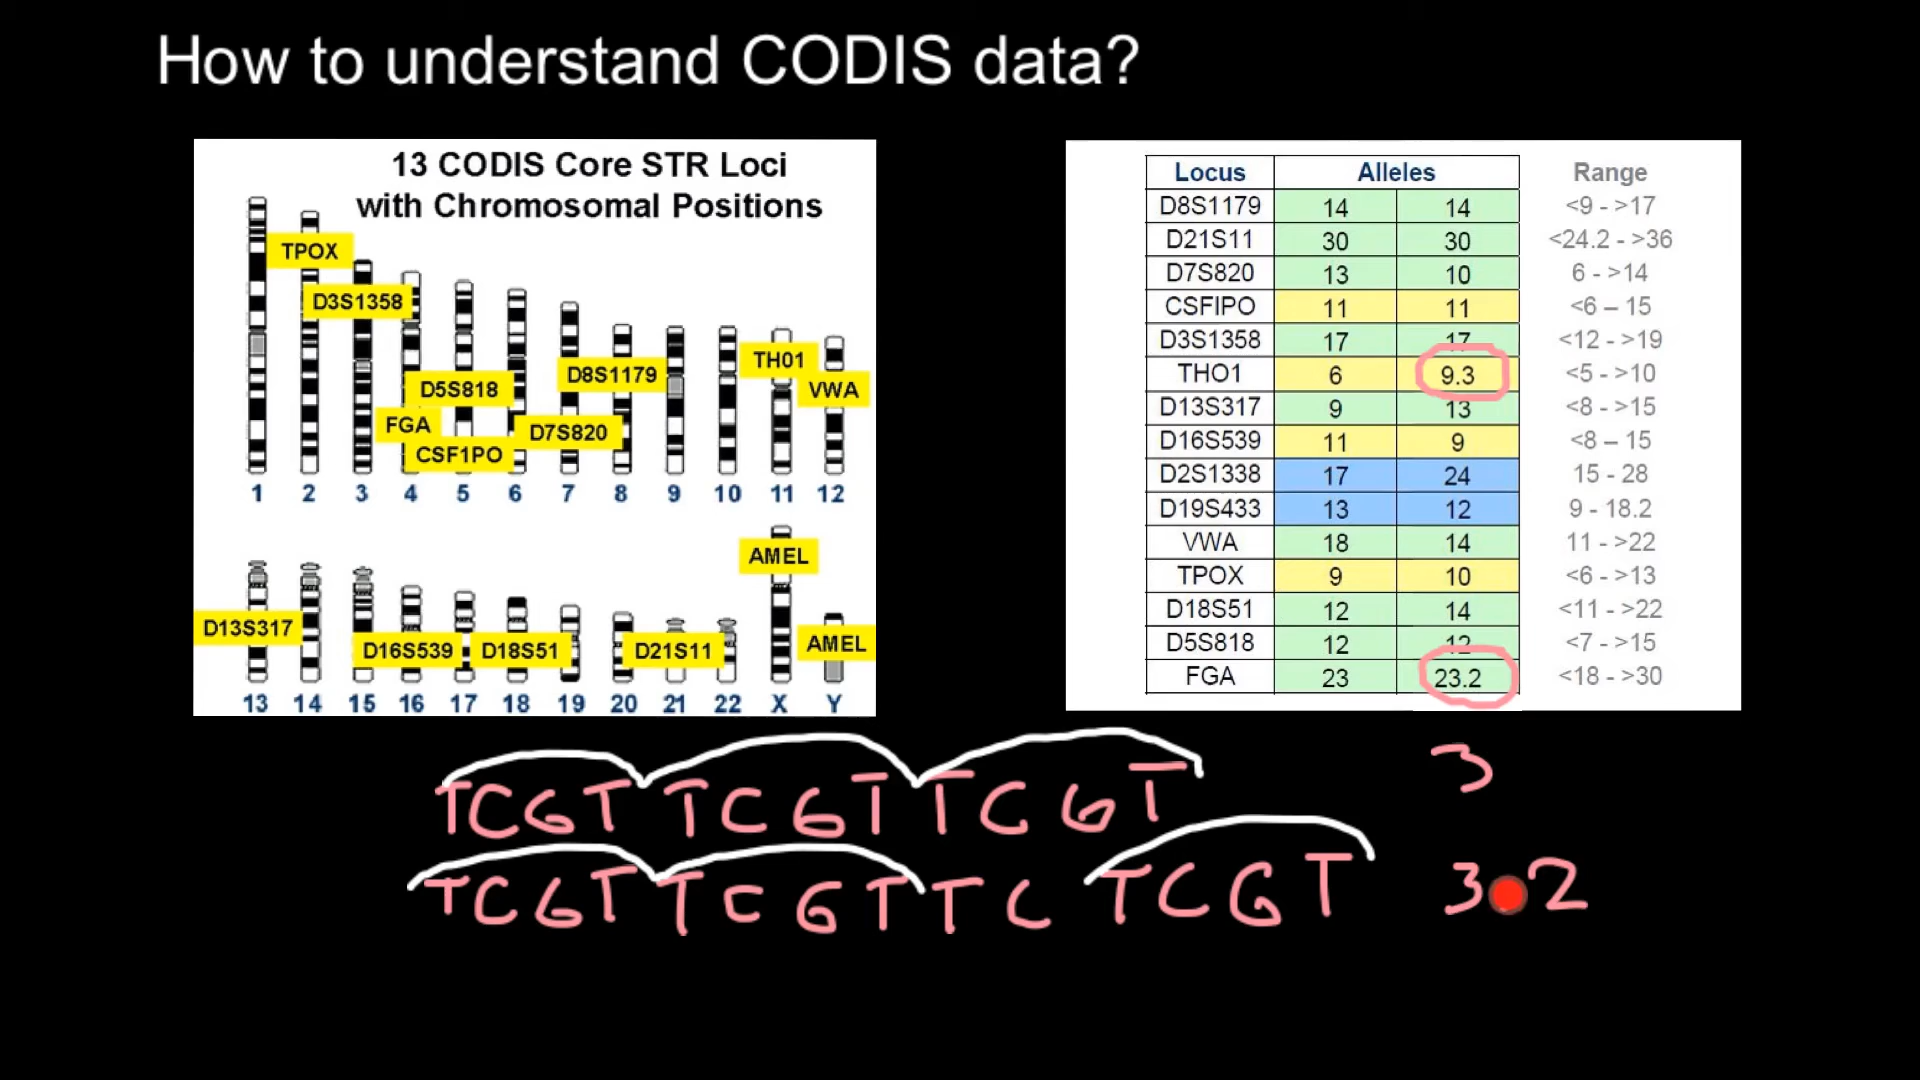 How to understand CODIS data?
13 CODIS Core STR Loci
with Chromosomal Positions
TPOX
D3S1358
TH01
D8S1179
D5S818
VWA
FGA
D7S820
CSF1PO
1 2 3 4 5 6 7 8 9 10 11 12
AMEL
D13S317
D16S539
D18S51
D21S11
AMEL
13 14 15 16 17 18 19 20 21 22 X Y
Locus Alleles Range
D8S1179 14 14 <9 - >17
D21S11 30 30 <24.2 - >36
D7S820 13 10 6 - >14
CSFIPO 11 11 <6 – 15
D3S1358 17 17 <12 - >19
THO1 6 9.3 <5 - >10
D13S317 9 13 <8 - >15
D16S539 11 9 <8 – 15
D2S1338 17 24 15 - 28
D19S433 13 12 9 - 18.2
VWA 18 14 11 - >22
TPOX 9 10 <6 - >13
D18S51 12 14 <11 - >22
D5S818 12 12 <7 - >15
FGA 23 23.2 <18 - >30
TCGT TCGT TCGT 3
TCGT TCGT TC TCGT 3.2